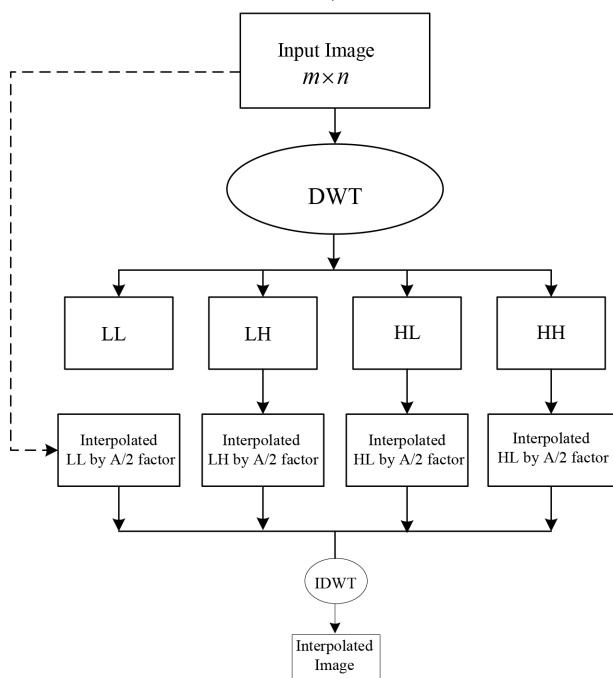 Input Image
m×n
DWT
LL
LH
HL
HH
Interpolated
LL by A/2 factor
Interpolated
LH by A/2 factor
Interpolated
HL by A/2 factor
Interpolated
HL by A/2 factor
IDWT
Interpolated
Image